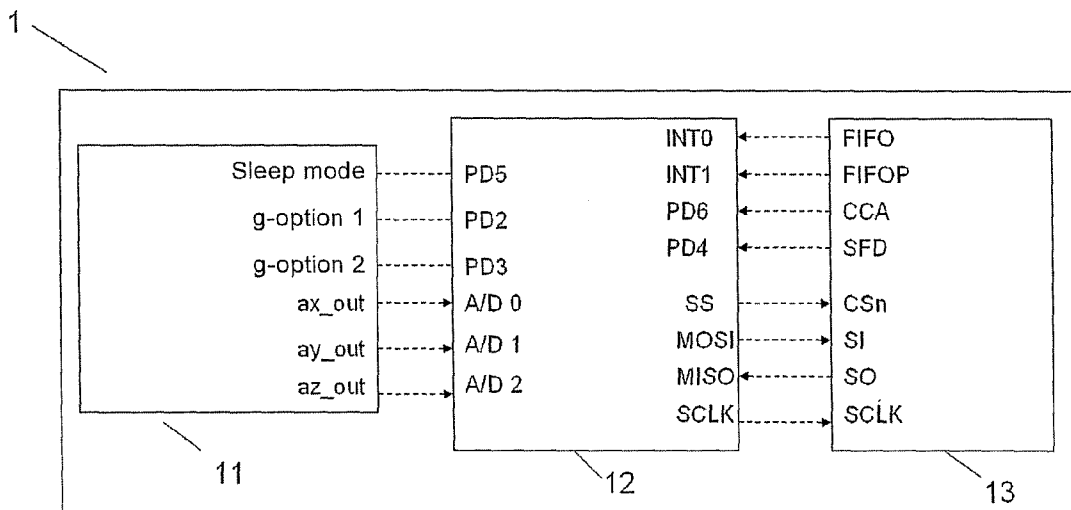 1
Sleep mode
g-option 1
g-option 2
ax_out
ay_out
az_out
PD5
PD2
PD3
A/D 0
A/D 1
A/D 2
INT0
INT1
PD6
PD4
SS
MOSI
MISO
SCLK
FIFO
FIFOP
CCA
SFD
CSn
SI
SO
SCLK
11
12
13